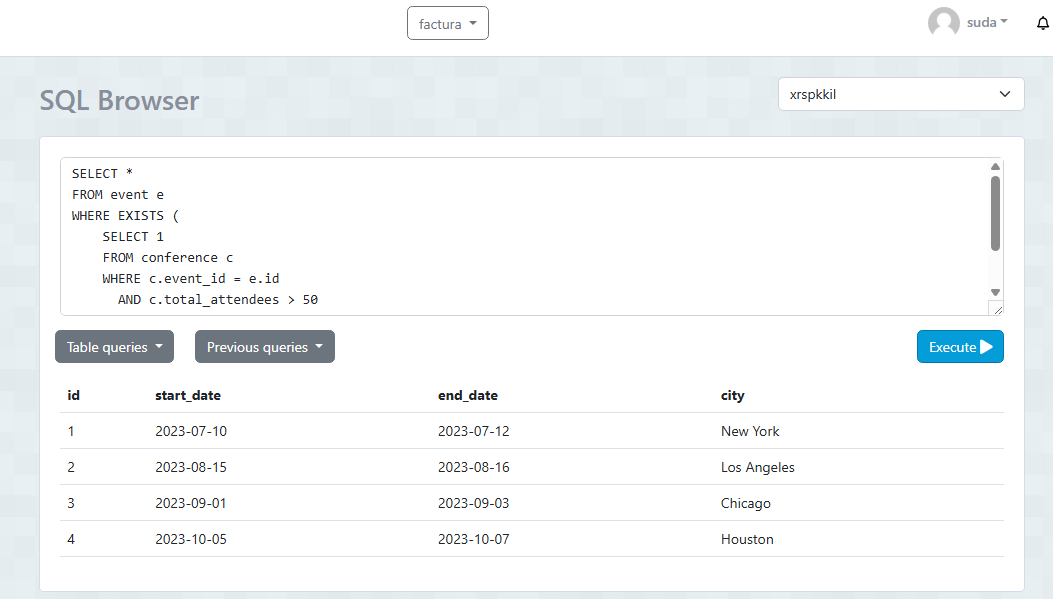 factura
suda
SQL Browser
xrspkkil
SELECT *
FROM event e
WHERE EXISTS (
    SELECT 1
    FROM conference c
    WHERE c.event_id = e.id
      AND c.total_attendees > 50
Table queries
Previous queries
Execute
id start_date end_date city
1 2023-07-10 2023-07-12 New York
2 2023-08-15 2023-08-16 Los Angeles
3 2023-09-01 2023-09-03 Chicago
4 2023-10-05 2023-10-07 Houston